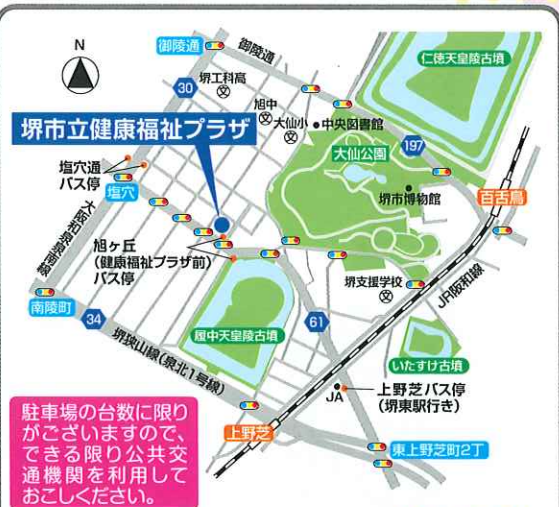 N
御陵通
御陵通
仁徳天皇陵古墳
30
堺工科高
旭中
大仙小
中央図書館
堺市立健康福祉プラザ
大仙公園
197
塩穴通
バス停
塩穴
堺市博物館
百舌鳥
大阪和泉泉南線
旭ヶ丘
(健康福祉プラザ前)
バス停
堺支援学校
JR阪和線
南陵町
34
堺狭山線(泉北1号線)
履中天皇陵古墳
61
いたすけ古墳
JA
上野芝バス停
(堺東駅行き)
上野芝
東上野芝町2丁
駐車場の台数に限り
がございますので、
できる限り公共交
通機関を利用して
おこしください。